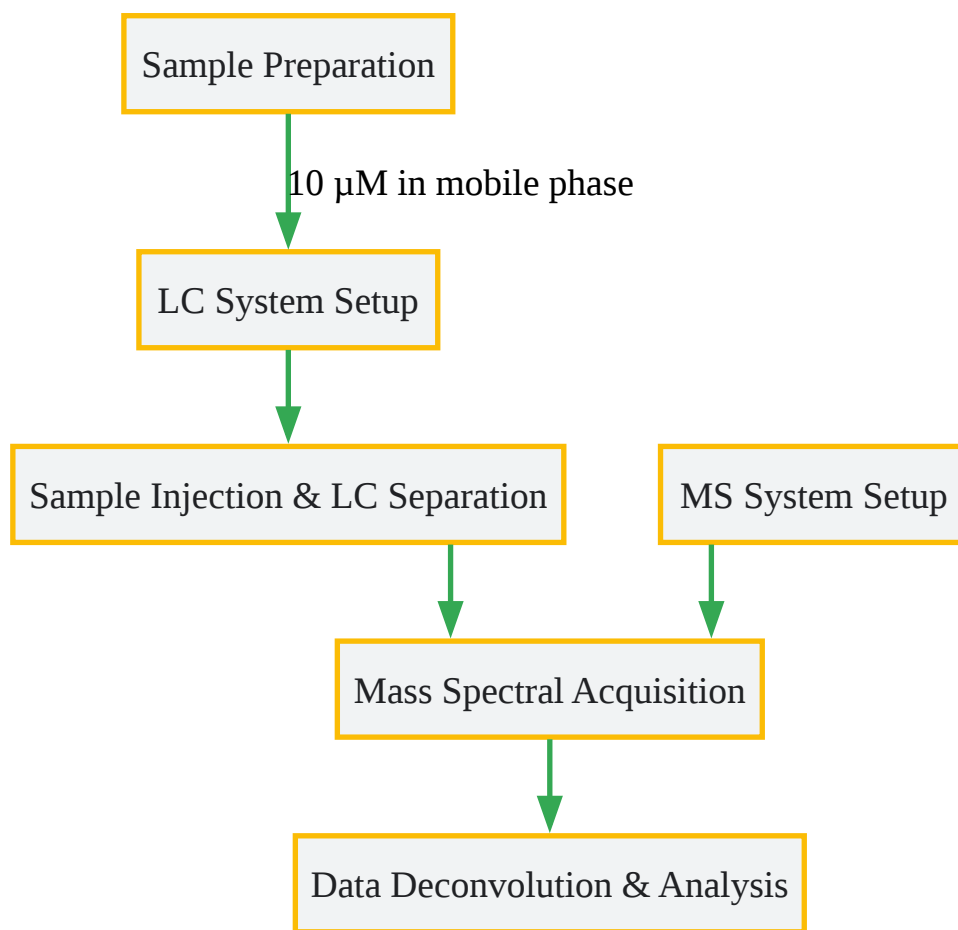 Sample Preparation
10 µM in mobile phase
LC System Setup
Sample Injection & LC Separation
MS System Setup
Mass Spectral Acquisition
Data Deconvolution & Analysis